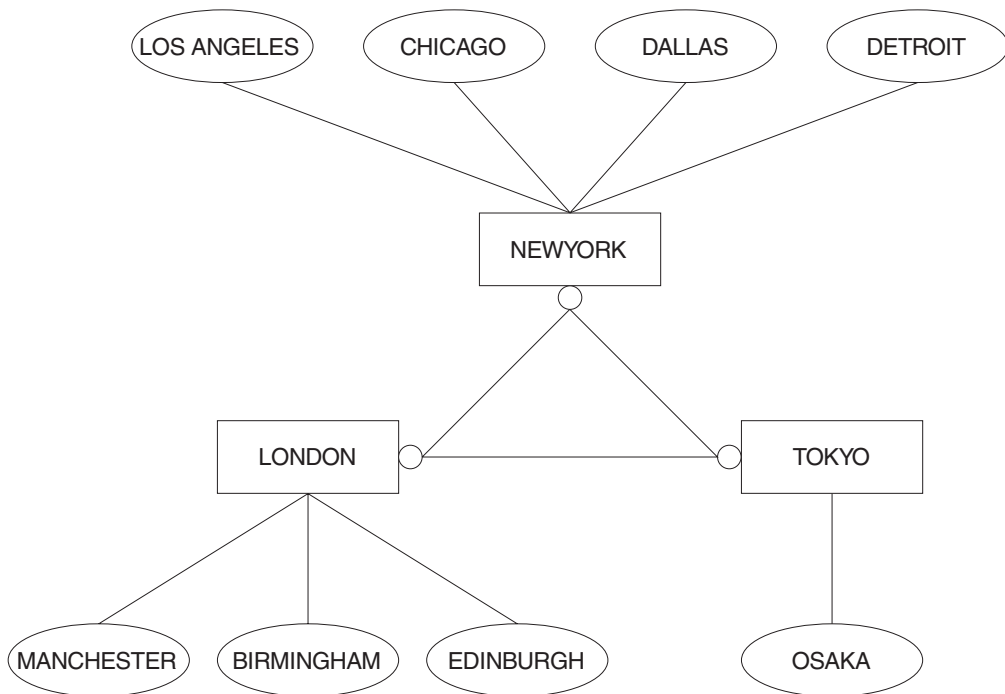 LOS ANGELES
CHICAGO
DALLAS
DETROIT
NEWYORK
LONDON
TOKYO
MANCHESTER
BIRMINGHAM
EDINBURGH
OSAKA